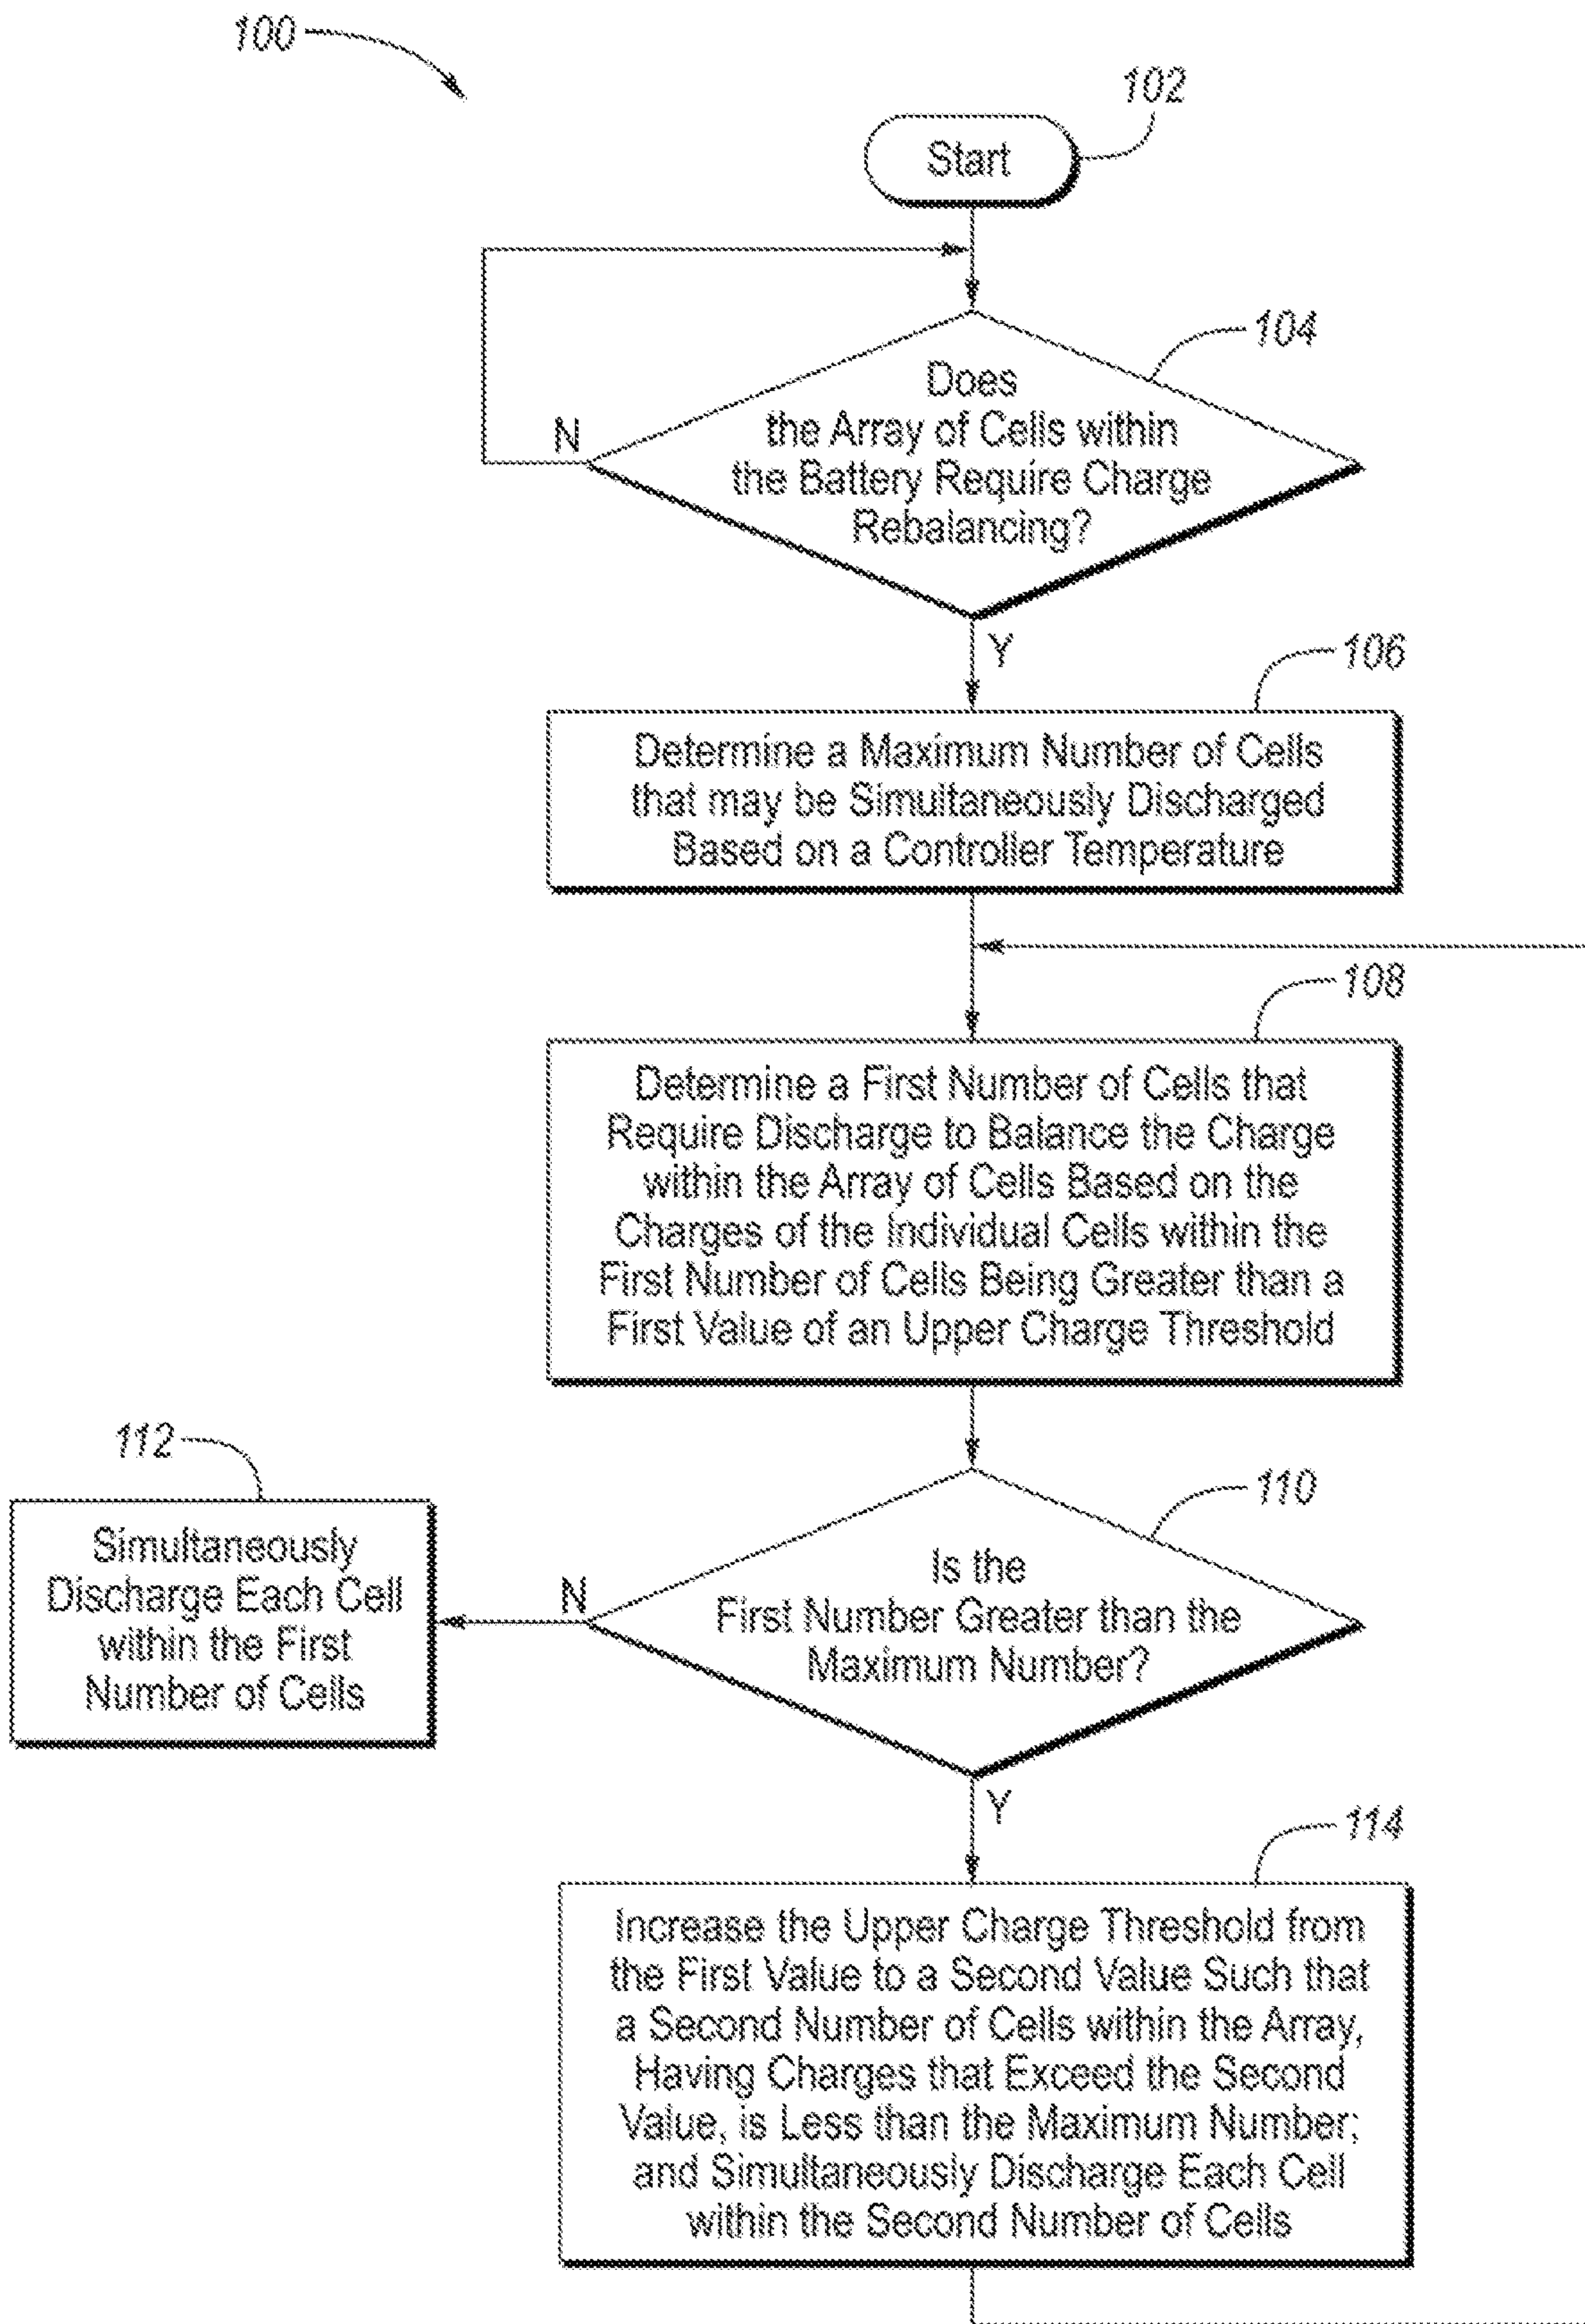 100
102
Start
104
Does
the Array of Cells within
the Battery Require Charge
Rebalancing?
N
Y
106
Determine a Maximum Number of Cells
that may be Simultaneously Discharged
Based on a Controller Temperature
108
Determine a First Number of Cells that
Require Discharge to Balance the Charge
within the Array of Cells Based on the
Charges of the Individual Cells within the
First Number of Cells Being Greater than a
First Value of an Upper Charge Threshold
112
Simultaneously
Discharge Each Cell
within the First
Number of Cells
110
N
Is the
First Number Greater than the
Maximum Number?
Y
114
Increase the Upper Charge Threshold from
the First Value to a Second Value Such that
a Second Number of Cells within the Array,
Having Charges that Exceed the Second
Value, is Less than the Maximum Number;
and Simultaneously Discharge Each Cell
within the Second Number of Cells